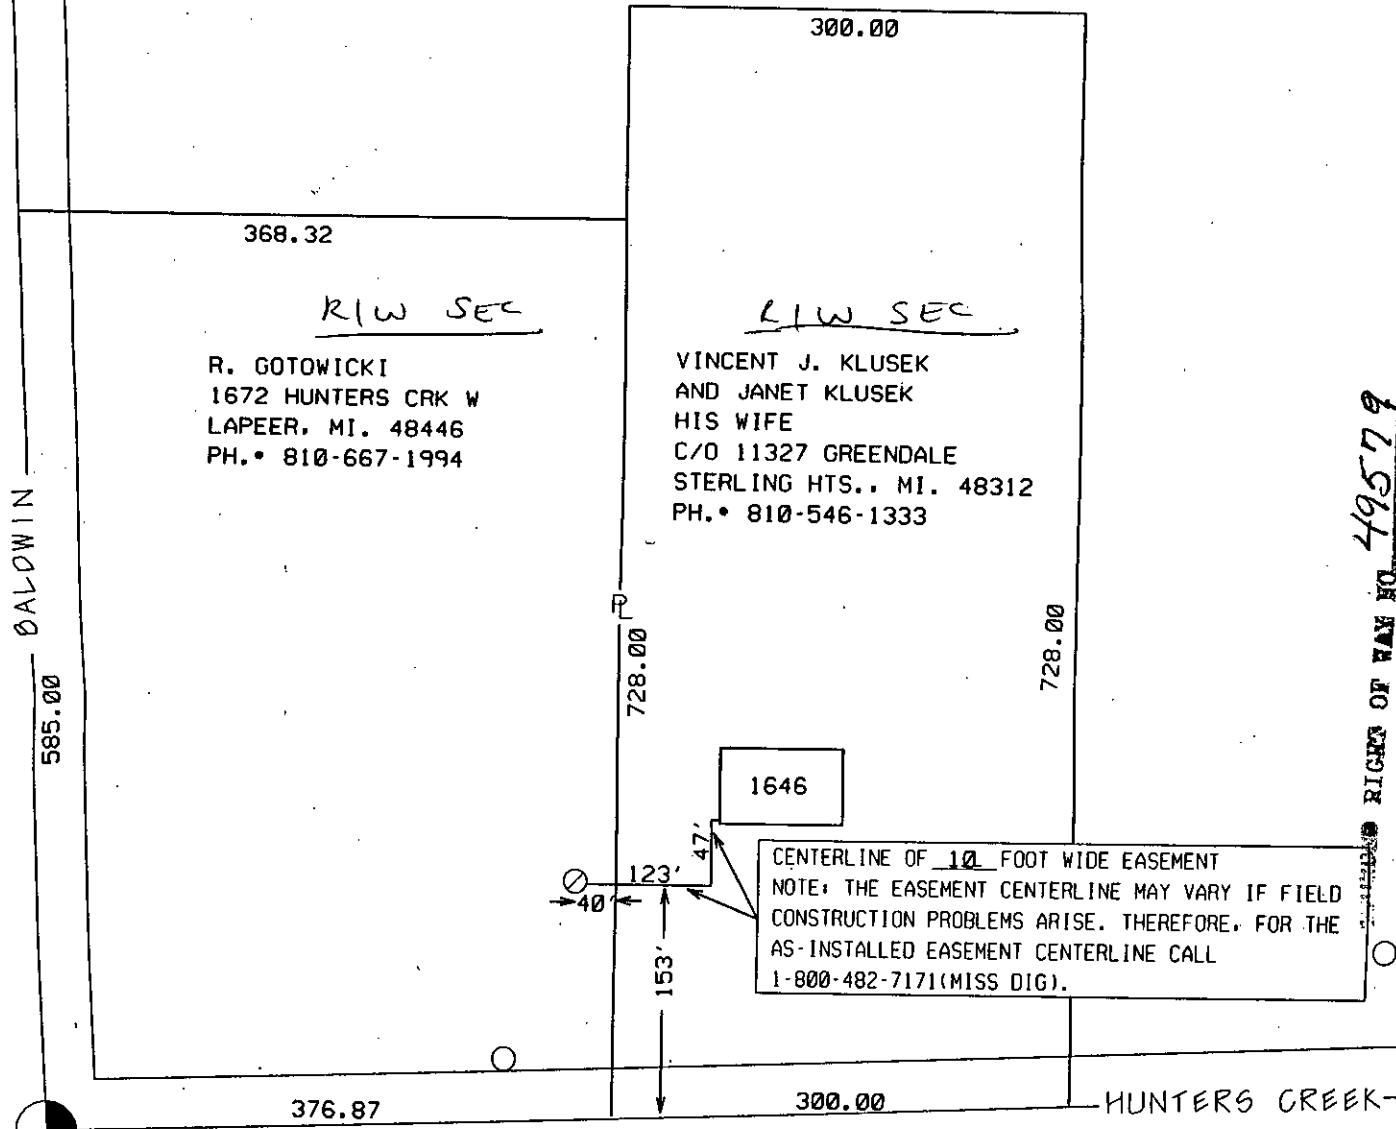 300.00
368.32
R/W SEC
R/W SEC
R. GOTOWICKI
1672 HUNTERS CRK W
LAPEER, MI. 48446
PH.• 810-667-1994
VINCENT J. KLUSEK
AND JANET KLUSEK
HIS WIFE
C/O 11327 GREENDALE
STERLING HTS., MI. 48312
PH.• 810-546-1333
BALDWIN
585.00
PL
728.00
728.00
RIGHT OF WAY NO. 49579
1646
47'
123'
40'
153'
CENTERLINE OF 10 FOOT WIDE EASEMENT
NOTE: THE EASEMENT CENTERLINE MAY VARY IF FIELD
CONSTRUCTION PROBLEMS ARISE. THEREFORE, FOR THE
AS-INSTALLED EASEMENT CENTERLINE CALL
1-800-482-7171(MISS DIG).
376.87
300.00
HUNTERS CREEK